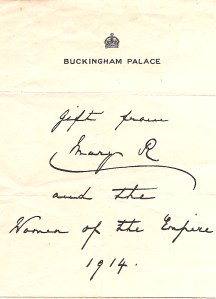 BUCKINGHAM PALACE
Gift from
Mary R
and the
Women of the Empire
1914.